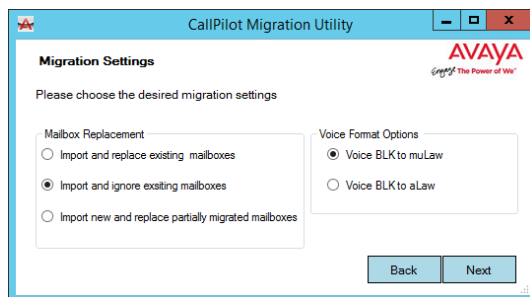 CallPilot Migration Utility
AVAYA
Engage The Power of We™
Migration Settings
Please choose the desired migration settings
Mailbox Replacement
Import and replace existing mailboxes
Import and ignore exsiting mailboxes
Import new and replace partially migrated mailboxes
Voice Format Options
Voice BLK to muLaw
Voice BLK to aLaw
Back
Next